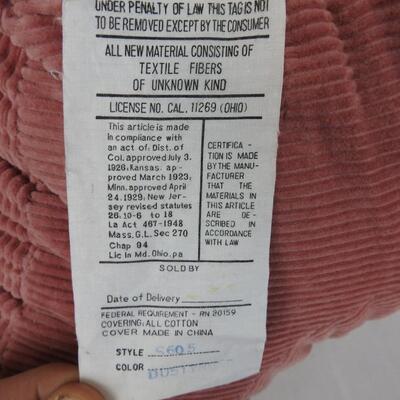 UNDER PENALTY OF LAW THIS TAG IS NOT
TO BE REMOVED EXCEPT BY THE CONSUMER
ALL NEW MATERIAL CONSISTING OF
TEXTILE FIBERS
OF UNKNOWN KIND
LICENSE NO. CAL. 11269 (OHIO)
This article is made
in compliance with
an act of, Dist. of
Col. approved July 3.
1926, Kansas. ap-
proved March 1923;
Minn. approved April
24.1929, New Jer-
sey revised statutes
26.10-6 to 18
La Act 467-1948
Mass. G.L. Sec 270
Chap 94
Lic in Md. Ohio. pa
CERTIFICA -
TION IS MADE
BY THE MANU-
FACTURER
THAT THE
MATERIALS IN
THIS ARTICLE
ARE DE -
SCRIBED IN
ACCORDANCE
WITH LAW
SOLD BY
Date of Delivery
FEDERAL REQUIREMENT - RN 20159
COVERING: ALL COTTON
COVER MADE IN CHINA
STYLE S605
COLOR